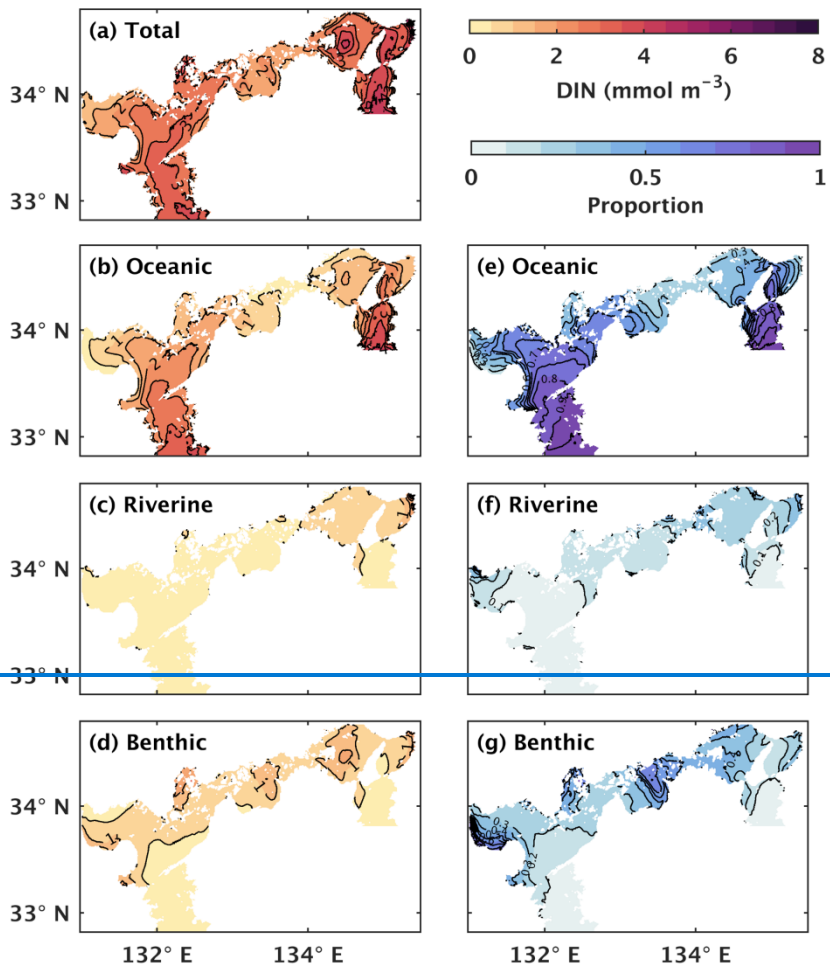 (a) Total
0 2 4 6 8
DIN (mmol m⁻³)
0 0.5 1
Proportion
34° N
33° N
(b) Oceanic
(e) Oceanic
0.3
0.8
34° N
33° N
(c) Riverine
(f) Riverine
0.2
34° N
33° N
(d) Benthic
(g) Benthic
0.3
34° N
33° N
132° E 134° E 132° E 134° E